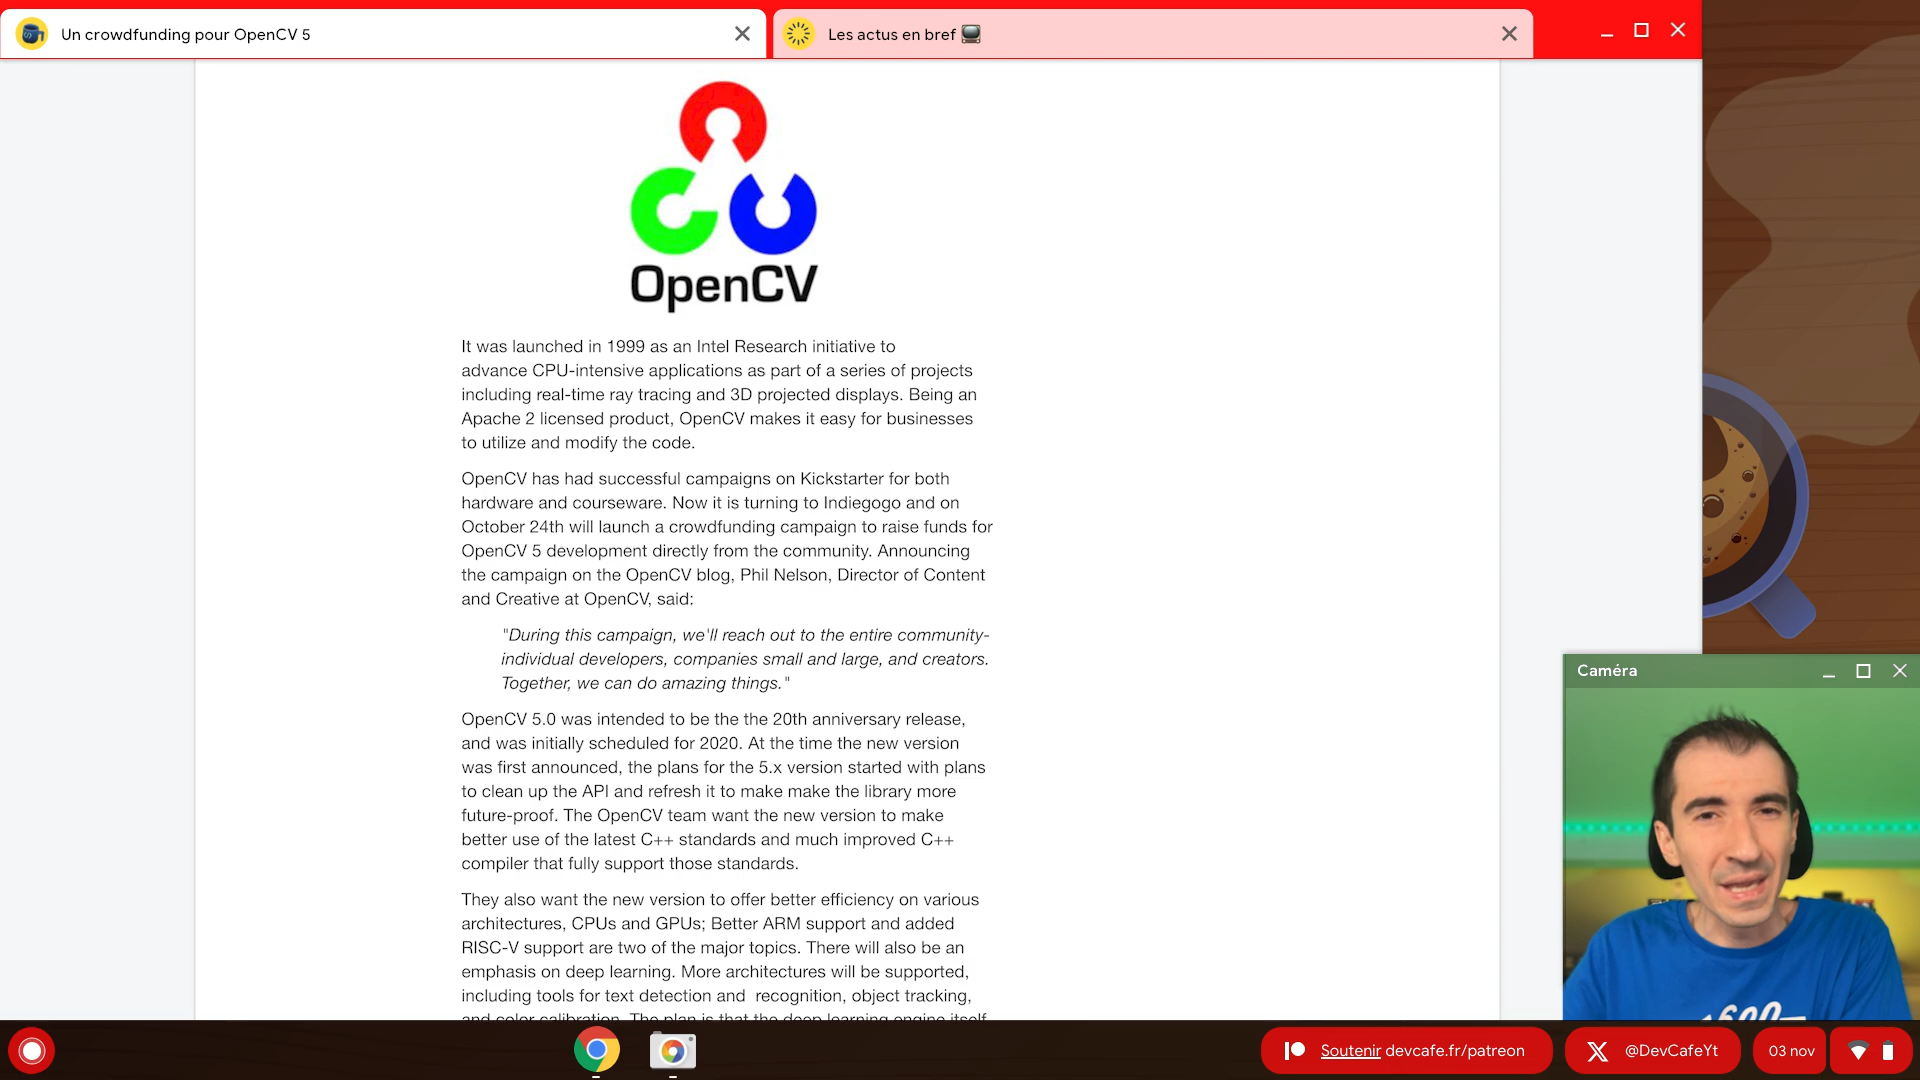 Un crowdfunding pour OpenCV 5
Les actus en bref
OpenCV
It was launched in 1999 as an Intel Research initiative to
advance CPU-intensive applications as part of a series of projects
including real-time ray tracing and 3D projected displays. Being an
Apache 2 licensed product, OpenCV makes it easy for businesses
to utilize and modify the code.
OpenCV has had successful campaigns on Kickstarter for both
hardware and courseware. Now it is turning to Indiegogo and on
October 24th will launch a crowdfunding campaign to raise funds for
OpenCV 5 development directly from the community. Announcing
the campaign on the OpenCV blog, Phil Nelson, Director of Content
and Creative at OpenCV, said:
"During this campaign, we'll reach out to the entire community-
individual developers, companies small and large, and creators.
Together, we can do amazing things."
OpenCV 5.0 was intended to be the the 20th anniversary release,
and was initially scheduled for 2020. At the time the new version
was first announced, the plans for the 5.x version started with plans
to clean up the API and refresh it to make make the library more
future-proof. The OpenCV team want the new version to make
better use of the latest C++ standards and much improved C++
compiler that fully support those standards.
They also want the new version to offer better efficiency on various
architectures, CPUs and GPUs; Better ARM support and added
RISC-V support are two of the major topics. There will also be an
emphasis on deep learning. More architectures will be supported,
including tools for text detection and recognition, object tracking,
and color calibration. The plan is that the deep learning engine itself
Caméra
Soutenir devcafe.fr/patreon
@DevCafeYt
03 nov